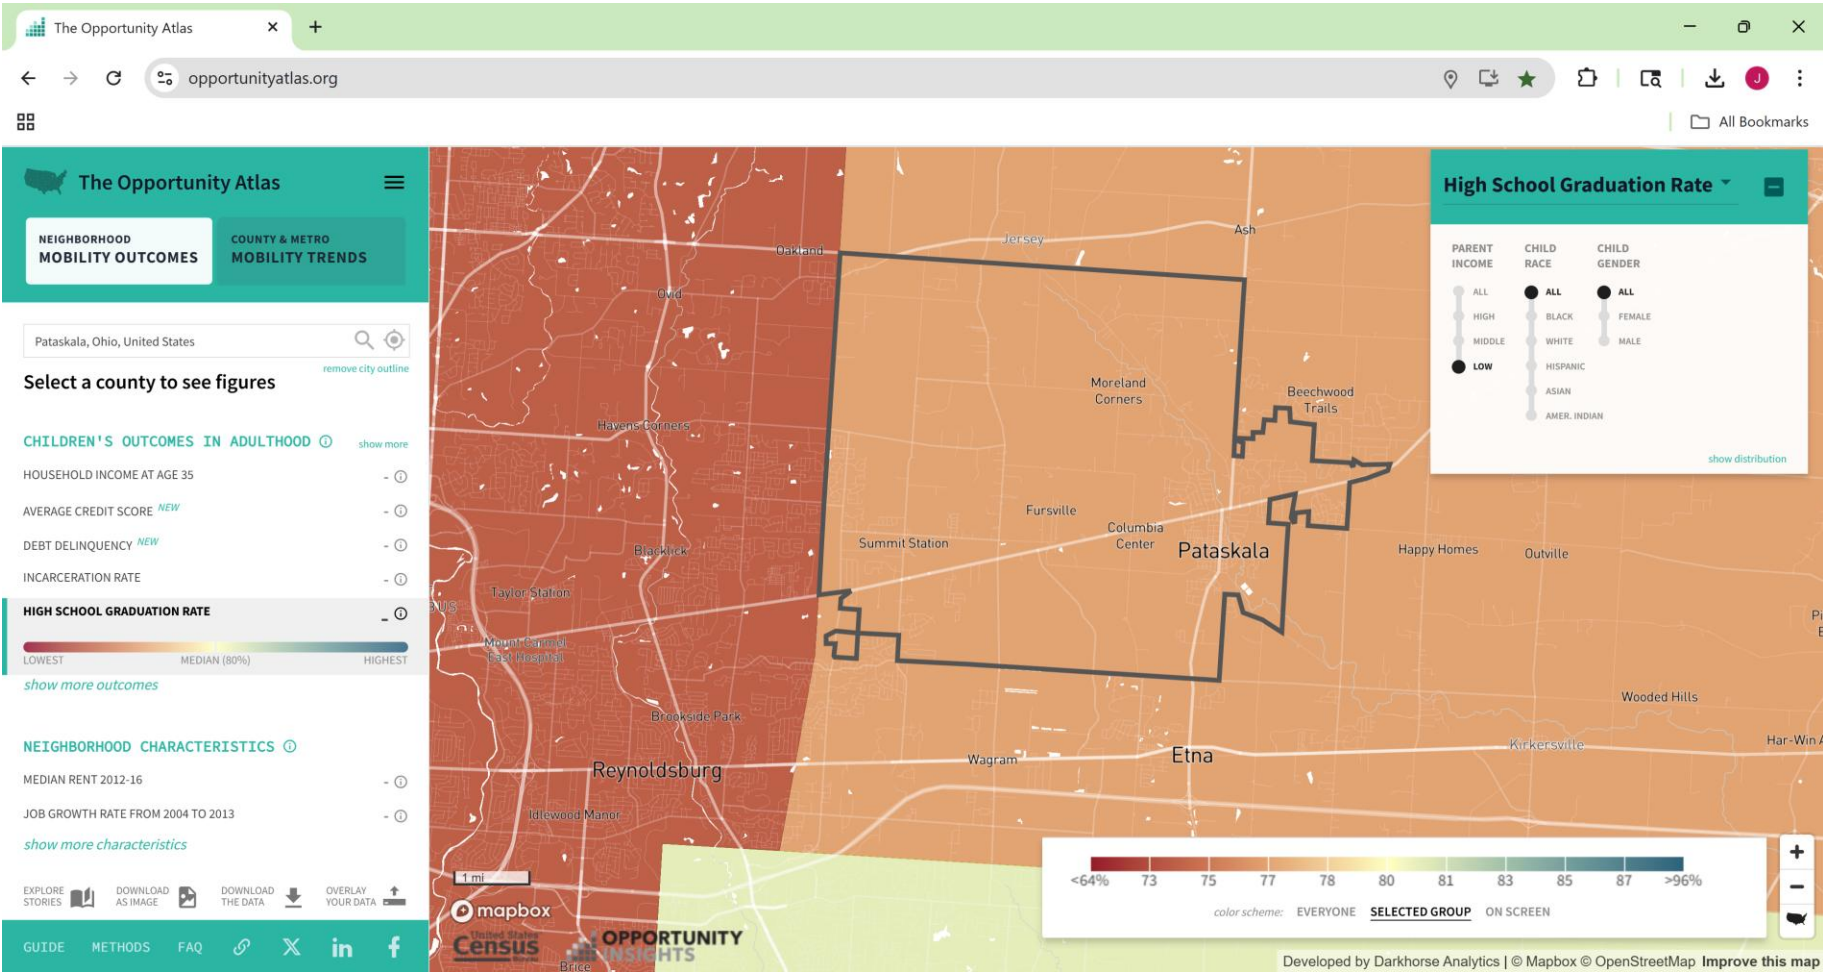 The Opportunity Atlas
opportunityatlas.org
J
All Bookmarks
The Opportunity Atlas
NEIGHBORHOOD
MOBILITY OUTCOMES
COUNTY & METRO
MOBILITY TRENDS
Pataskala, Ohio, United States
remove city outline
Select a county to see figures
CHILDREN'S OUTCOMES IN ADULTHOOD
show more
HOUSEHOLD INCOME AT AGE 35 -
AVERAGE CREDIT SCORE NEW -
DEBT DELINQUENCY NEW -
INCARCERATION RATE -
HIGH SCHOOL GRADUATION RATE -
LOWEST MEDIAN (80%) HIGHEST
show more outcomes
NEIGHBORHOOD CHARACTERISTICS
MEDIAN RENT 2012-16 -
JOB GROWTH RATE FROM 2004 TO 2013 -
show more characteristics
EXPLORE
STORIES
DOWNLOAD
AS IMAGE
DOWNLOAD
THE DATA
OVERLAY
YOUR DATA
GUIDE METHODS FAQ
Jersey
Ash
Oakland
Ovid
Moreland
Corners
Beechwood
Trails
Havens Corners
Fursville
Columbia
Center
Summit Station
Pataskala
Happy Homes
Outville
Blacklick
Taylor Station
BUS
Mount Carmel
East Hospital
Brookside Park
Wooded Hills
Kirkersville
Har-Win A
Wagram
Etna
Reynoldsburg
Idlewood Manor
Brice
High School Graduation Rate
PARENT
INCOME
ALL
HIGH
MIDDLE
LOW
CHILD
RACE
ALL
BLACK
WHITE
HISPANIC
ASIAN
AMER. INDIAN
CHILD
GENDER
ALL
FEMALE
MALE
show distribution
1 mi
mapbox
United States
Census
OPPORTUNITY
INSIGHTS
<64% 73 75 77 78 80 81 83 85 87 >96%
color scheme: EVERYONE SELECTED GROUP ON SCREEN
Developed by Darkhorse Analytics | © Mapbox © OpenStreetMap Improve this map